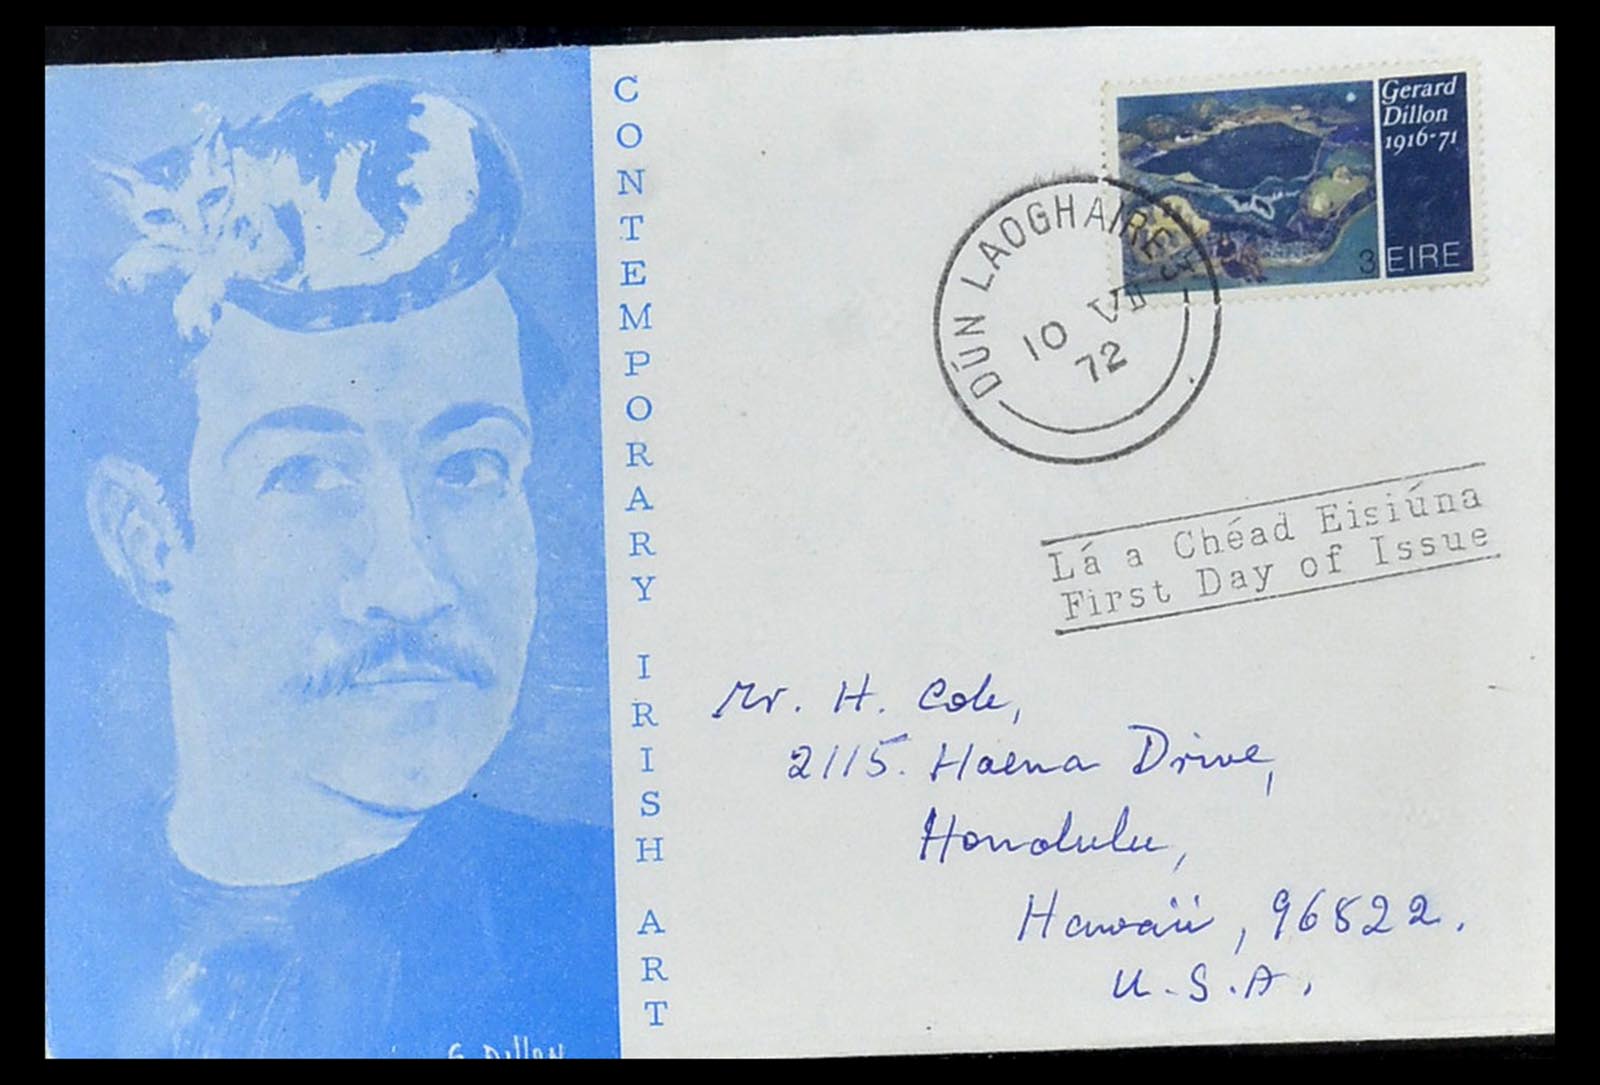 CONTEMPORARY IRISH ART
G Dillon
Gerard
Dillon
1916-71
3 EIRE
DÚN LAOGHAIRE
10 VII
72
Lá a Chéad Eisiúna
First Day of Issue
Mr. H. Cole,
2115. Haena Drive,
Honolulu,
Hawaii, 96822.
U.S.A.